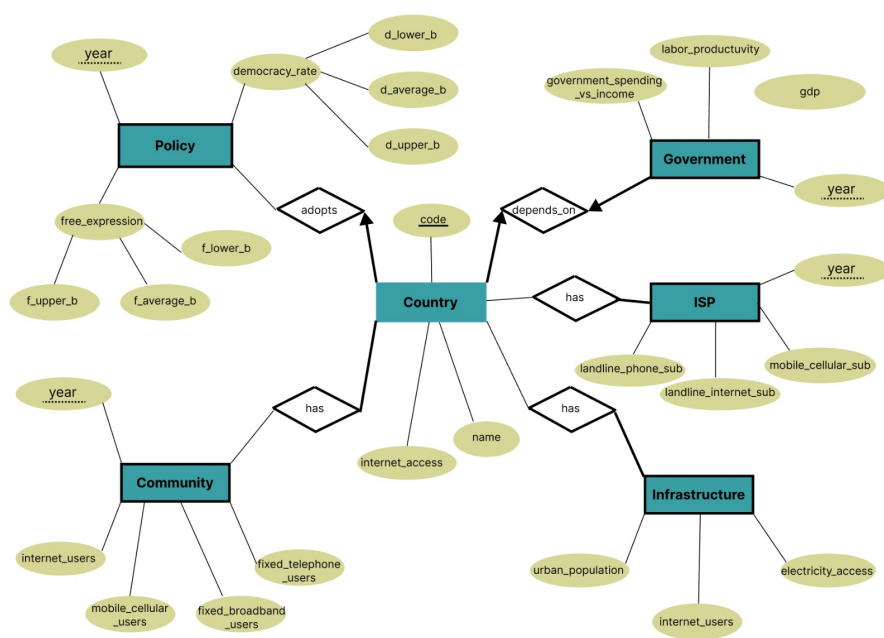 year
democracy_rate
d_lower_b
d_average_b
d_upper_b
Policy
free_expression
f_lower_b
f_upper_b
f_average_b
adopts
code
depends_on
government_spending
_vs_income
labor_productuvity
gdp
Government
year
Country
has
ISP
year
landline_phone_sub
landline_internet_sub
mobile_cellular_sub
has
name
internet_access
has
year
Community
internet_users
mobile_cellular
_users
fixed_broadband
_users
fixed_telephone
_users
Infrastructure
urban_population
internet_users
electricity_access